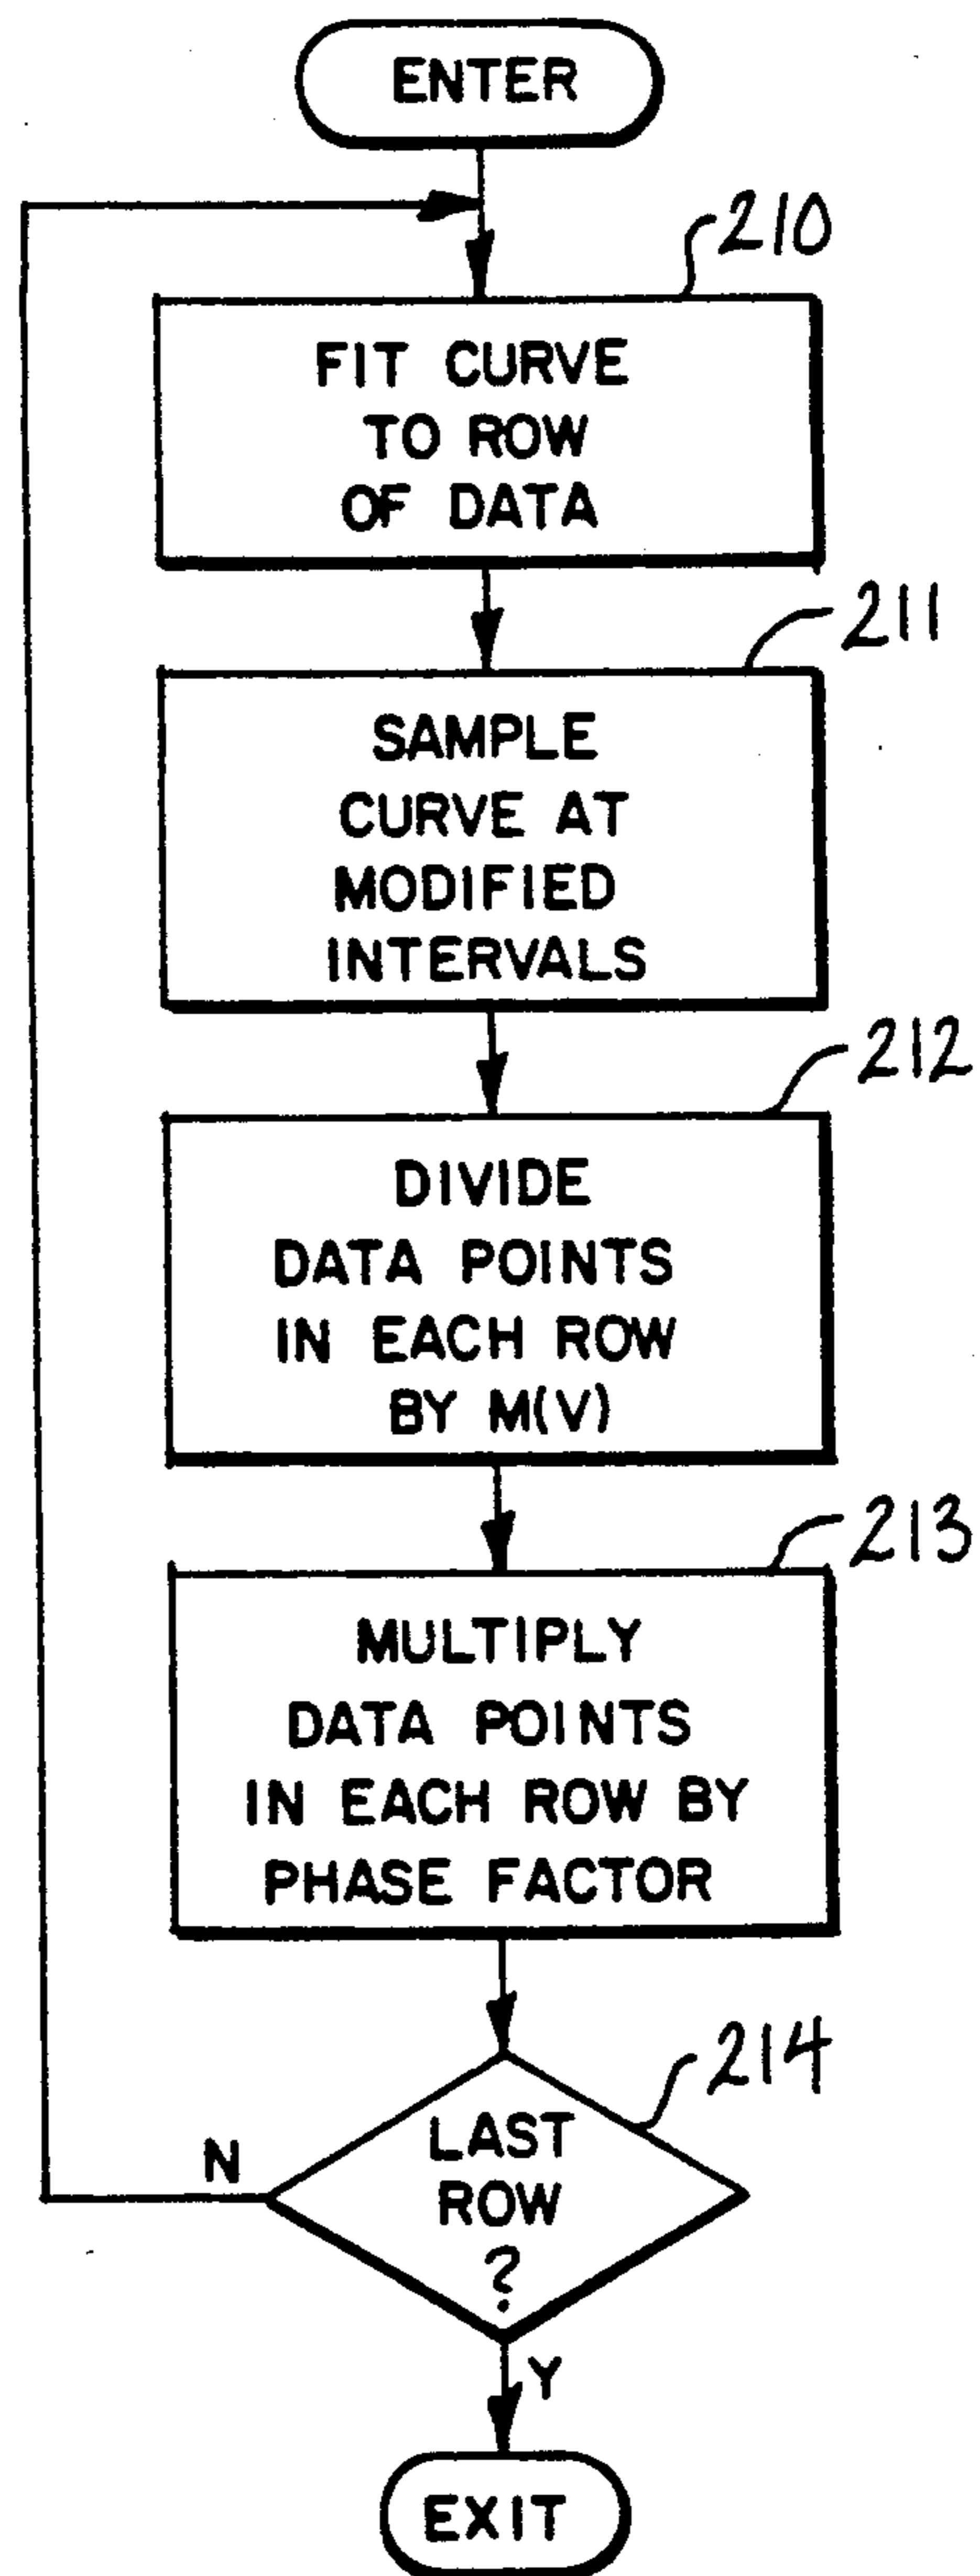 ENTER
210
FIT CURVE
TO ROW
OF DATA
211
SAMPLE
CURVE AT
MODIFIED
INTERVALS
212
DIVIDE
DATA POINTS
IN EACH ROW
BY M(V)
213
MULTIPLY
DATA POINTS
IN EACH ROW BY
PHASE FACTOR
214
LAST
ROW
?
N
Y
EXIT